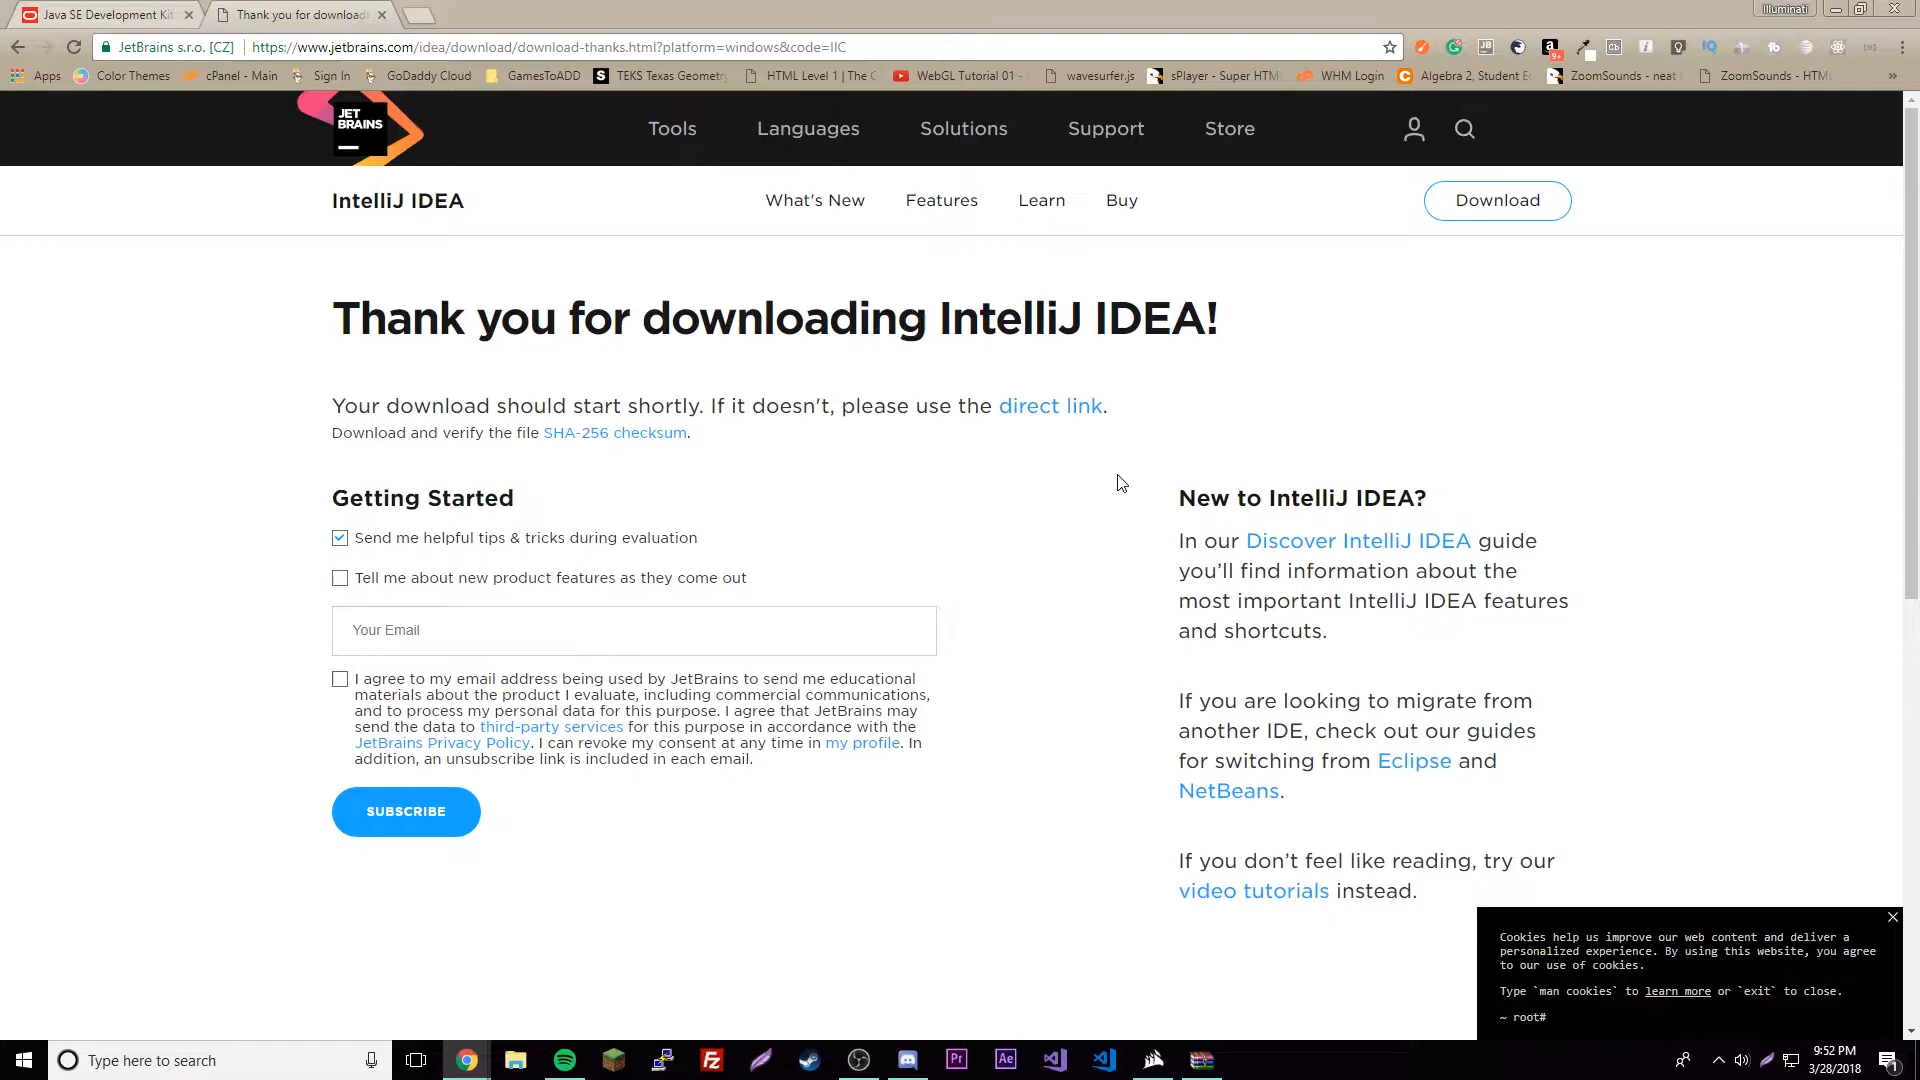 Java SE Development Kit
Thank you for download
Illuminati
JetBrains s.r.o. [CZ]
https://www.jetbrains.com/idea/download/download-thanks.html?platform=windows&code=IIC
Apps
Color Themes
cPanel - Main
Sign In
GoDaddy Cloud
GamesToADD
TEKS Texas Geometry
HTML Level 1 | The C
WebGL Tutorial 01 -
wavesurfer.js
sPlayer - Super HTM
WHM Login
Algebra 2, Student E
ZoomSounds - neat
ZoomSounds - HTM
JET
BRAINS
Tools
Languages
Solutions
Support
Store
IntelliJ IDEA
What's New
Features
Learn
Buy
Download
Thank you for downloading IntelliJ IDEA!
Your download should start shortly. If it doesn't, please use the direct link.
Download and verify the file SHA-256 checksum.
Getting Started
Send me helpful tips & tricks during evaluation
Tell me about new product features as they come out
Your Email
I agree to my email address being used by JetBrains to send me educational
materials about the product I evaluate, including commercial communications,
and to process my personal data for this purpose. I agree that JetBrains may
send the data to third-party services for this purpose in accordance with the
JetBrains Privacy Policy. I can revoke my consent at any time in my profile. In
addition, an unsubscribe link is included in each email.
SUBSCRIBE
New to IntelliJ IDEA?
In our Discover IntelliJ IDEA guide
you’ll find information about the
most important IntelliJ IDEA features
and shortcuts.
If you are looking to migrate from
another IDE, check out our guides
for switching from Eclipse and
NetBeans.
If you don’t feel like reading, try our
video tutorials instead.
Cookies help us improve our web content and deliver a
personalized experience. By using this website, you agree
to our use of cookies.
Type `man cookies` to learn more or `exit` to close.
~ root#
Type here to search
Pr
Ae
9:52 PM
3/28/2018
1